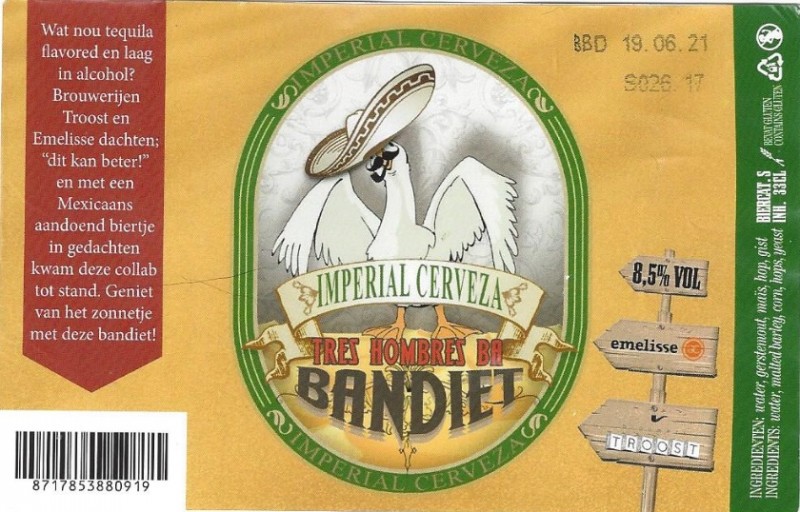 Wat nou tequila
flavored en laag
in alcohol?
Brouwerijen
Troost en
Emelisse dachten;
"dit kan beter!"
en met een
Mexicaans
aandoend biertje
in gedachten
kwam deze collab
tot stand. Geniet
van het zonnetje
met deze bandiet!
8717853880919
IMPERIAL CERVEZA
IMPERIAL CERVEZA
TRES HOMBRES BA
BANDIET
IMPERIAL CERVEZA
BBD 19.06.21
S026 17
8,5% VOL
emelisse
TROOST
BEVAT GLUTEN
CONTAINS GLUTEN
BIERCAT.S
INH. 33CL
INGREDIENTEN: water, gerstemout, maïs, hop, gist
INGREDIENTS: water, malted barley, corn, hops, yeast